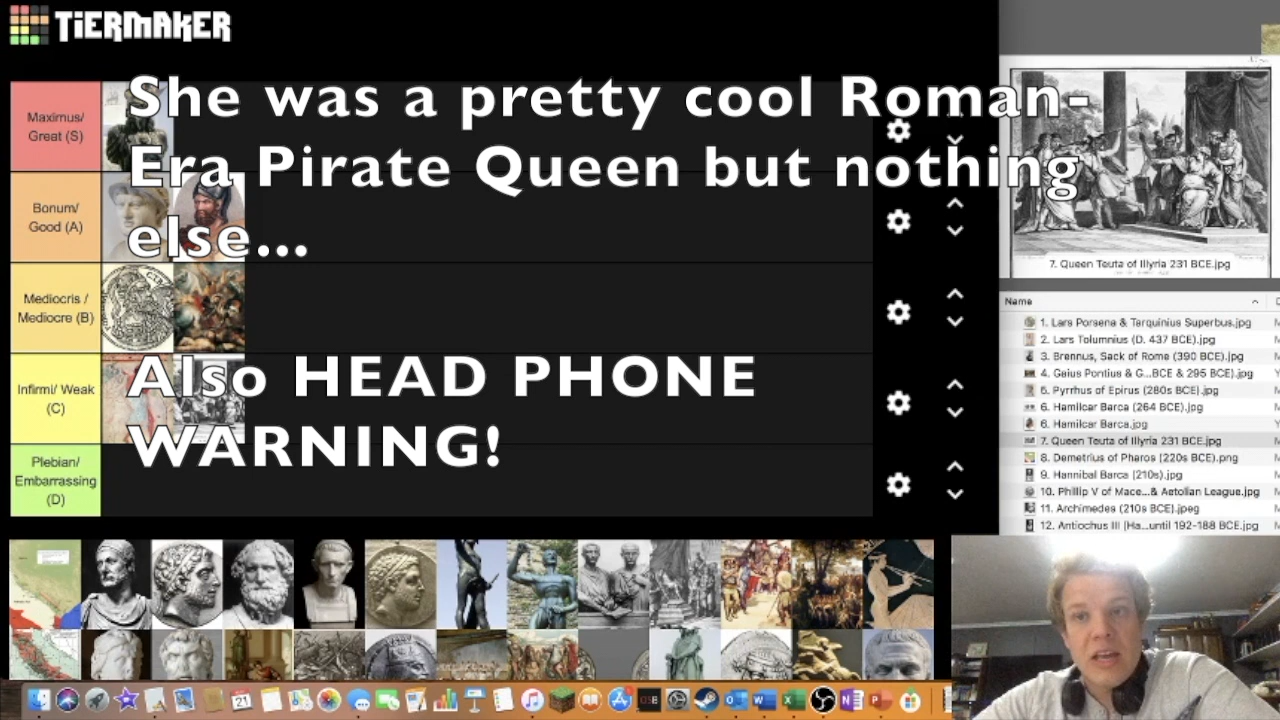 TiERMAKER
She was a pretty cool Roman-
Era Pirate Queen but nothing
else...
Also HEAD PHONE
WARNING!
Maximus/
Great (S)
Bonum/
Good (A)
Mediocris /
Mediocre (B)
Infirmi/ Weak
(C)
Plebian/
Embarrassing
(D)
7. Queen Teuta of Illyria 231 BCE.jpg
Name
1. Lars Porsena & Tarquinius Superbus.jpg
2. Lars Tolumnius (D. 437 BCE).jpg
3. Brennus, Sack of Rome (390 BCE).jpg
4. Gaius Pontius & G...BCE & 295 BCE).jpg
5. Pyrrhus of Epirus (280s BCE).jpg
6. Hamilcar Barca (264 BCE).jpg
6. Hamilcar Barca.jpg
7. Queen Teuta of Illyria 231 BCE.jpg
8. Demetrius of Pharos (220s BCE).png
9. Hannibal Barca (210s).jpg
10. Phillip V of Mace...& Aetolian League.jpg
11. Archimedes (210s BCE).jpeg
12. Antiochus III (Ha...until 192-188 BCE.jpg
21